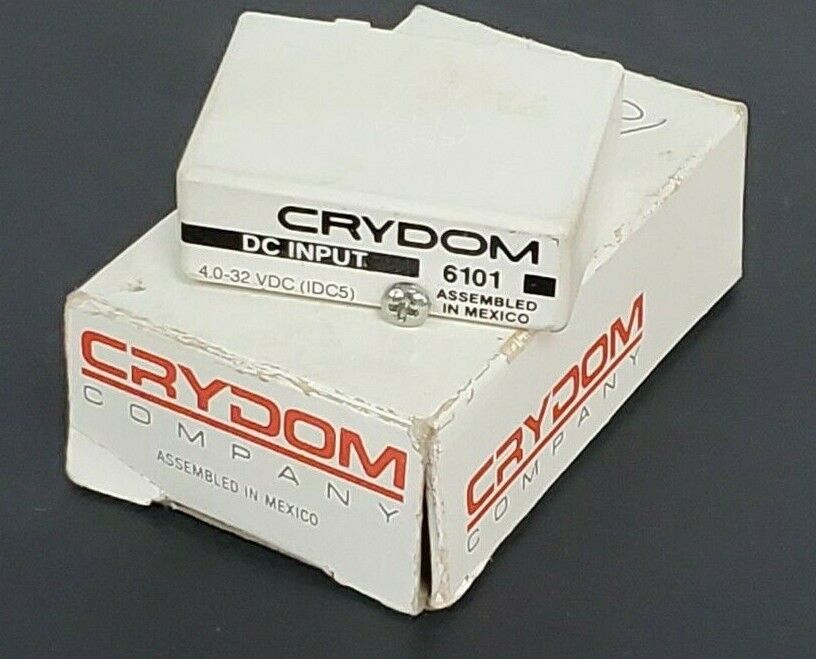 CRYDOM
DC INPUT 6101
4.0-32 VDC (IDC5)
ASSEMBLED
IN MEXICO
CRYDOM
COMPANY
ASSEMBLED IN MEXICO
CRYDOM
COMPANY